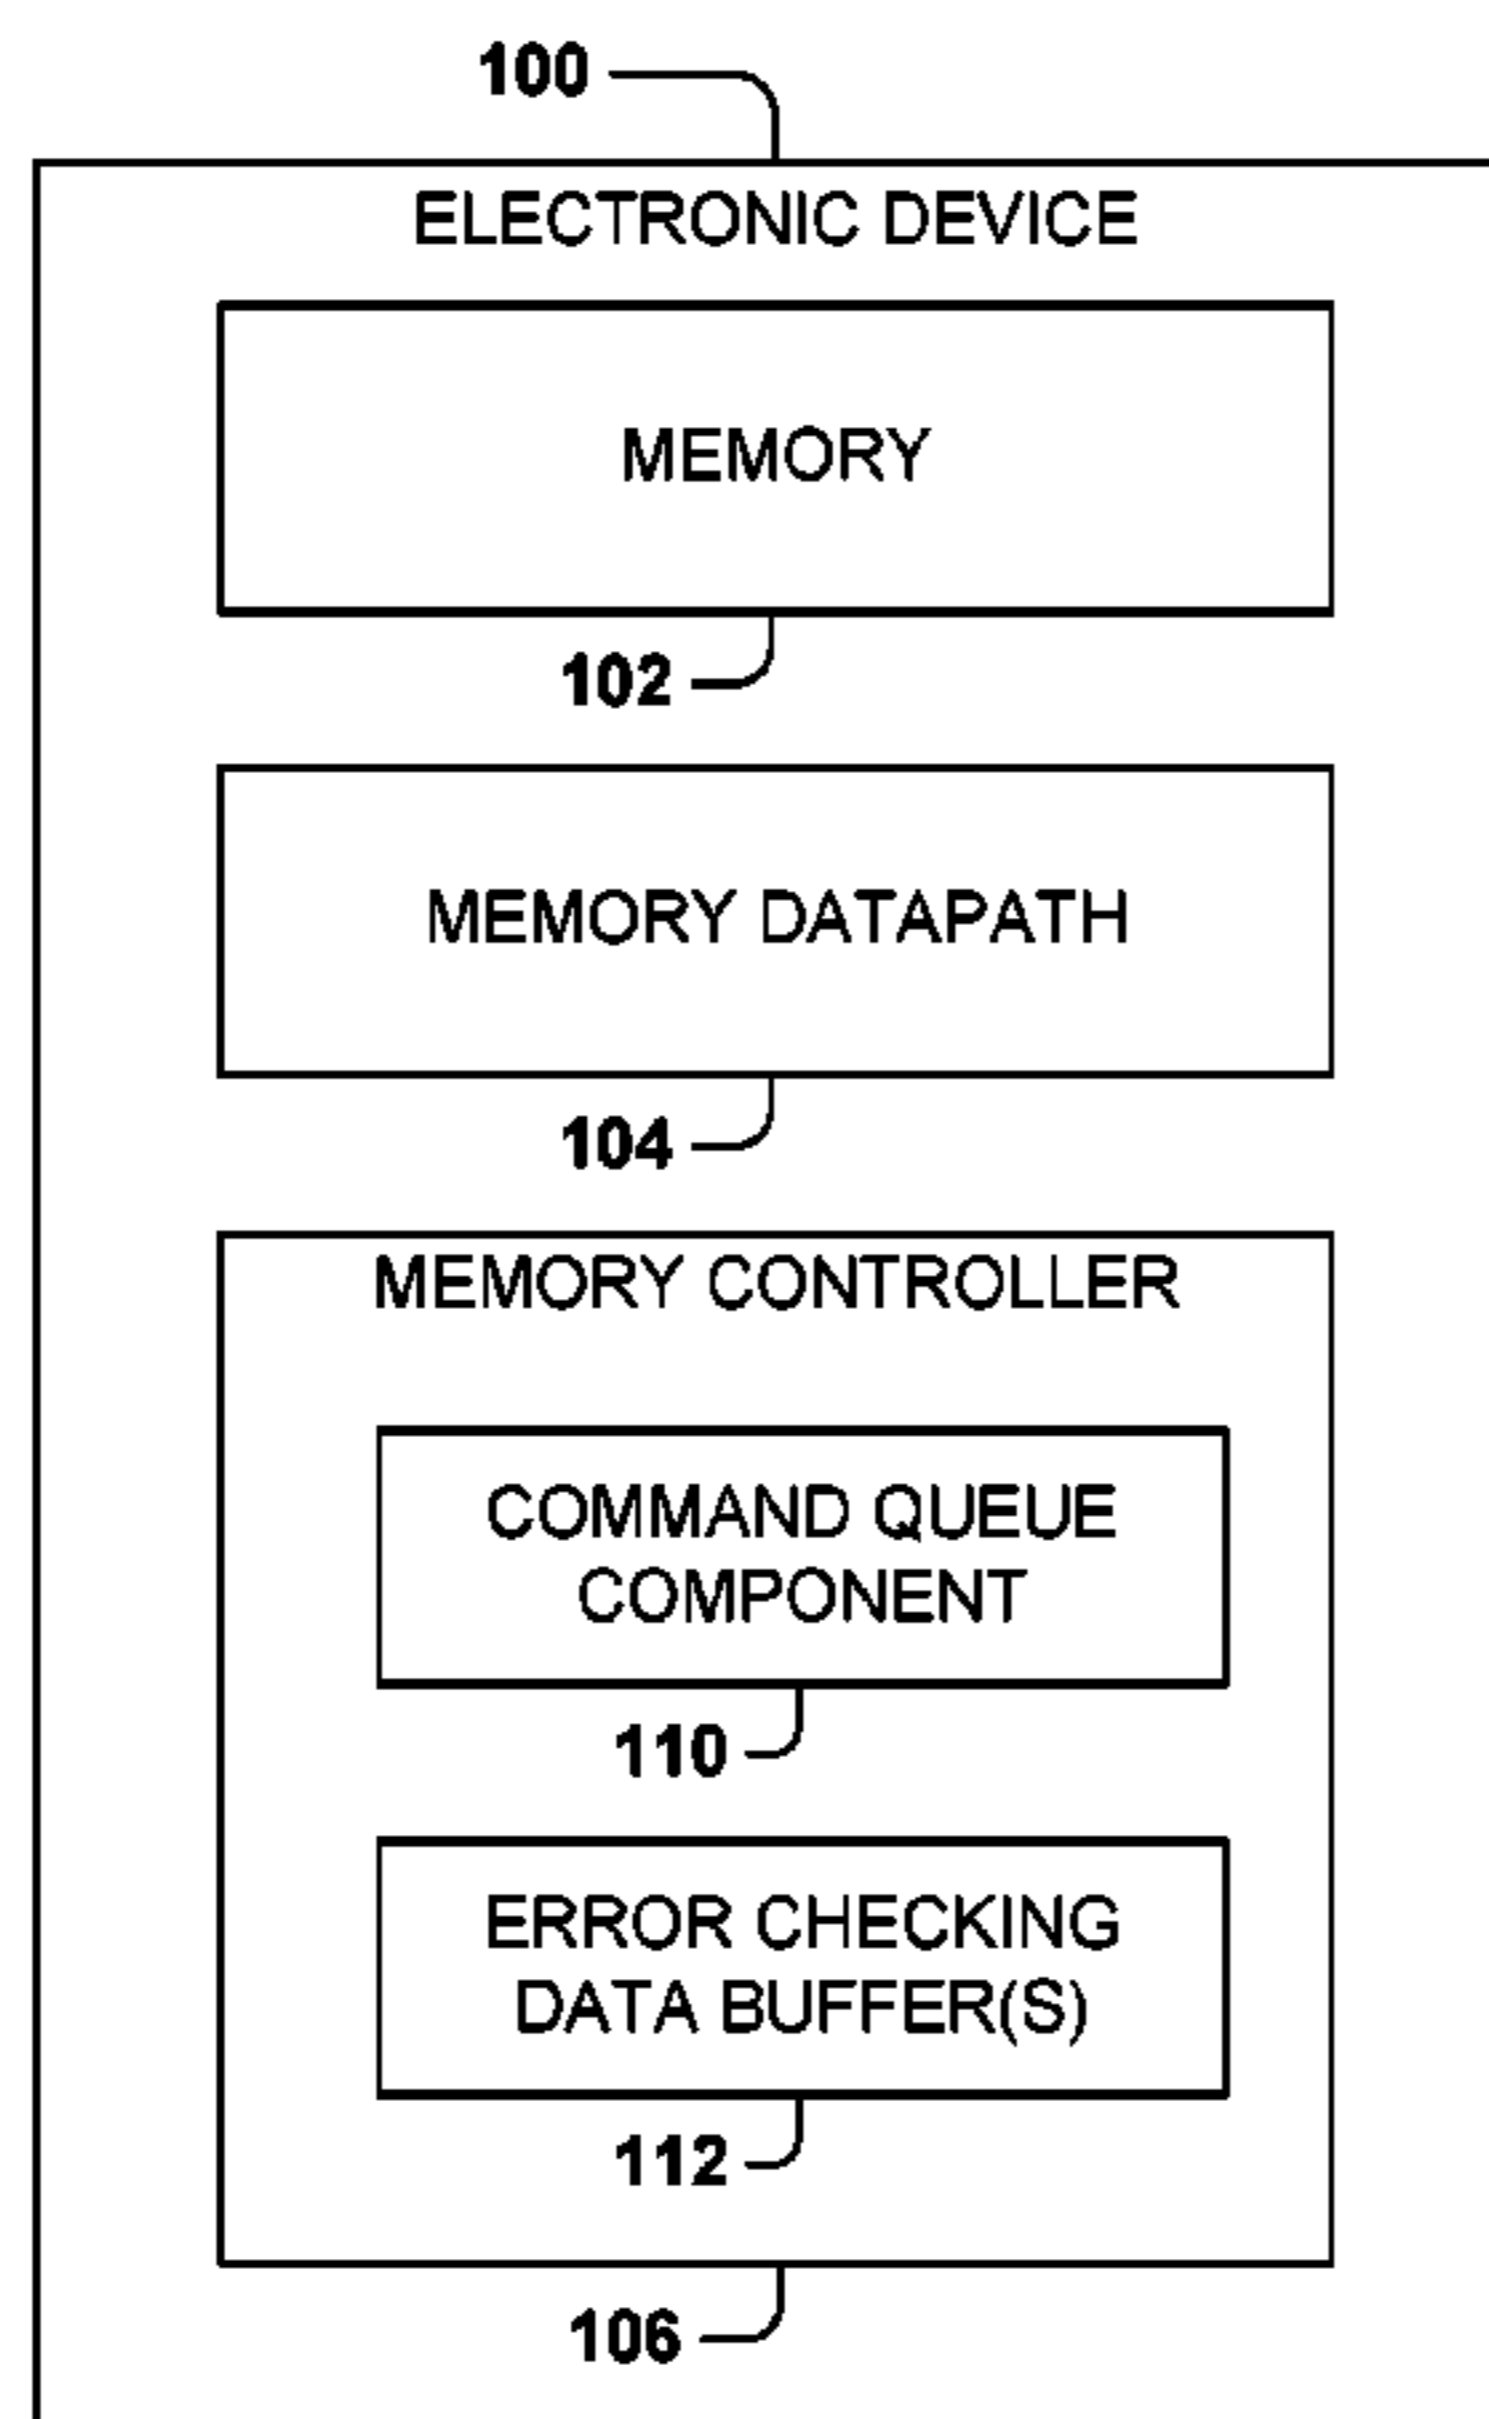 100
ELECTRONIC DEVICE
MEMORY
102
MEMORY DATAPATH
104
MEMORY CONTROLLER
COMMAND QUEUE
COMPONENT
110
ERROR CHECKING
DATA BUFFER(S)
112
106